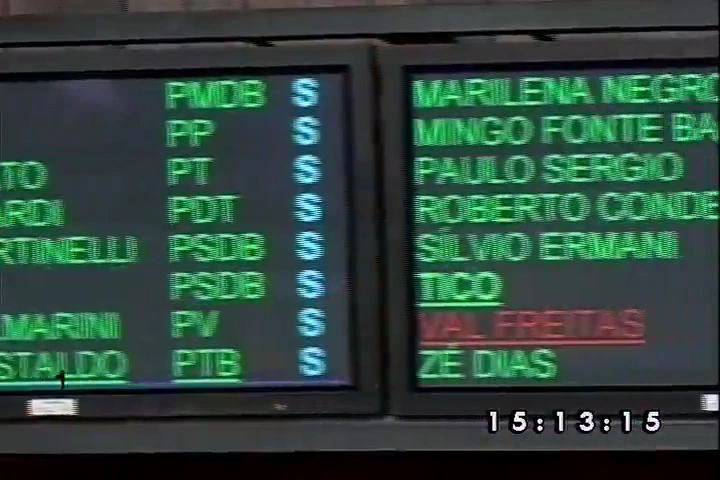 PMDB S
PP S
TO PT S
ARDI PDT S
RTINELLI PSDB S
PSDB S
MARINI PV S
STALDO PTB S
MARILENA NEGRO
MINGO FONTE BA
PAULO SERGIO
ROBERTO CONDE
SÍLVIO ERMANI
TICO
VAL FREITAS
ZÉ DIAS
15:13:15